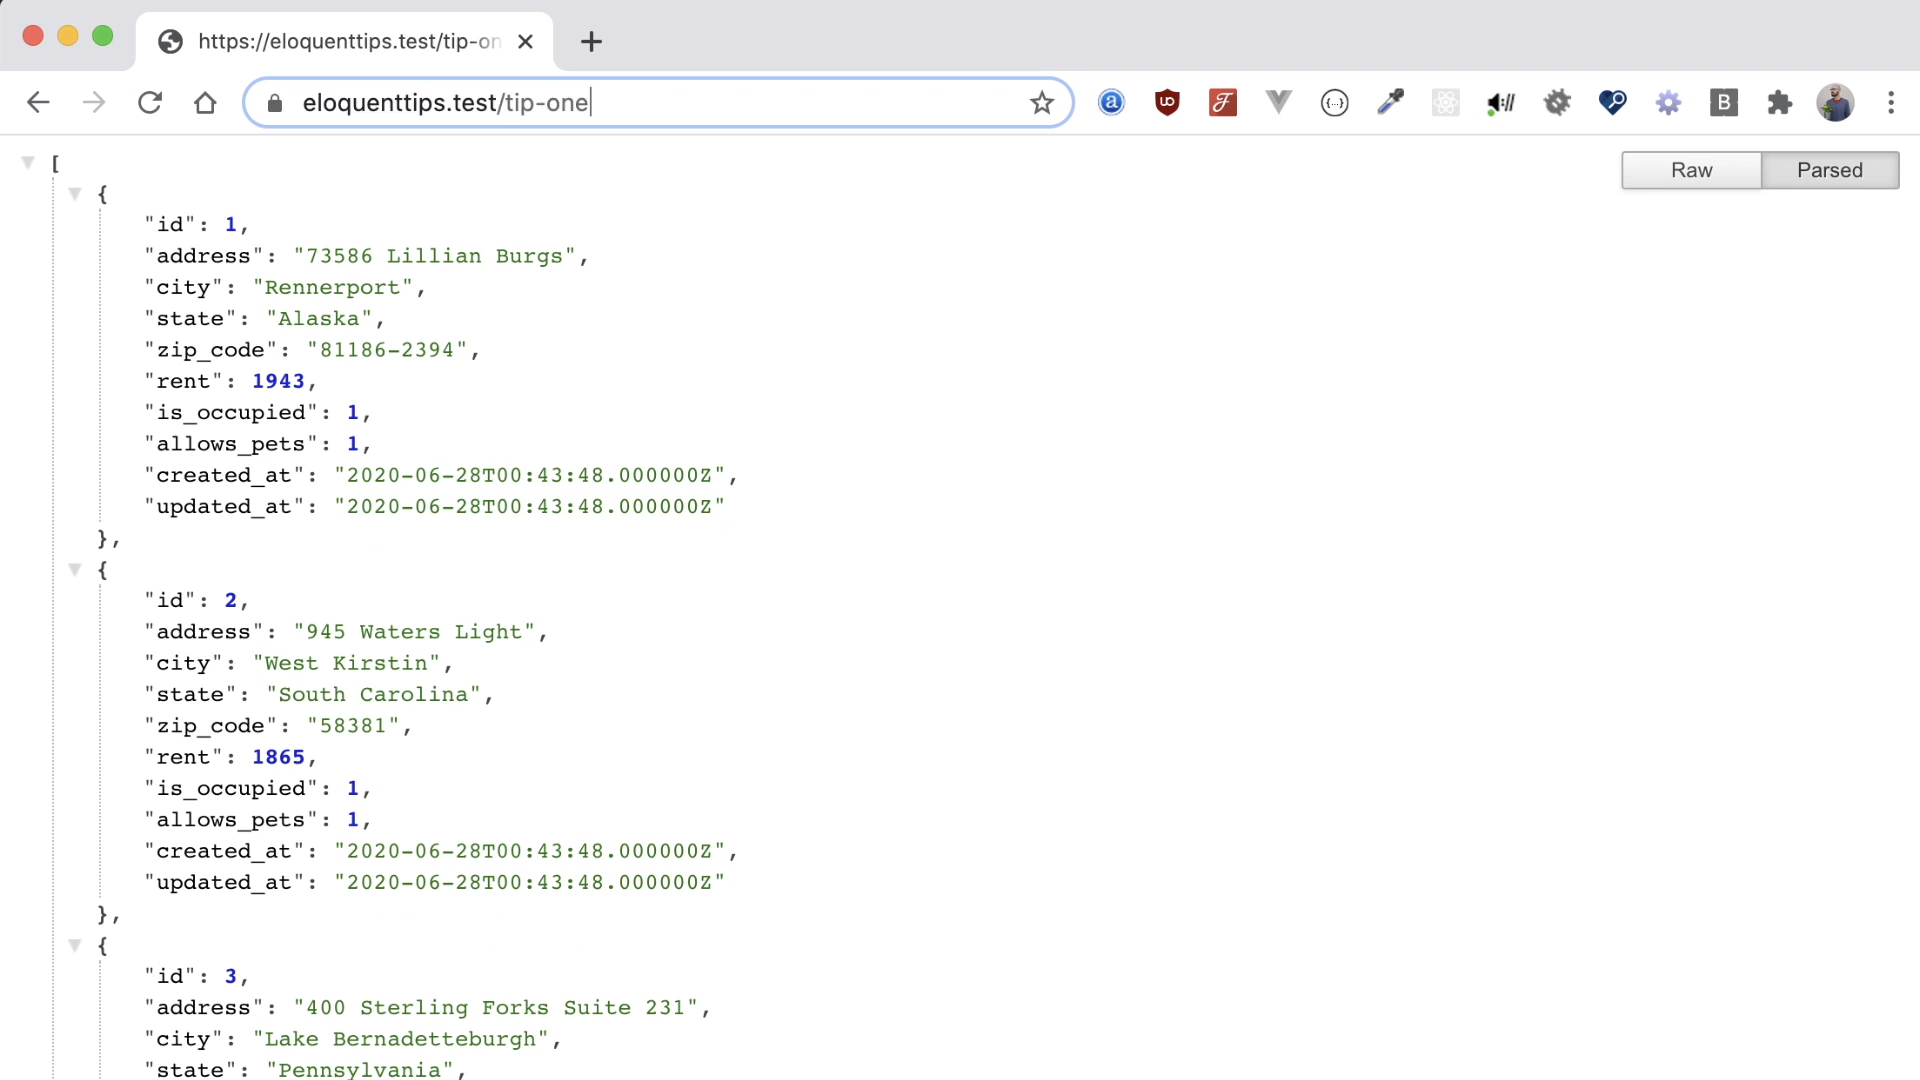 https://eloquenttips.test/tip-on
eloquenttips.test/tip-one
Raw
Parsed
[
{
"id": 1,
"address": "73586 Lillian Burgs",
"city": "Rennerport",
"state": "Alaska",
"zip_code": "81186-2394",
"rent": 1943,
"is_occupied": 1,
"allows_pets": 1,
"created_at": "2020-06-28T00:43:48.000000Z",
"updated_at": "2020-06-28T00:43:48.000000Z"
},
{
"id": 2,
"address": "945 Waters Light",
"city": "West Kirstin",
"state": "South Carolina",
"zip_code": "58381",
"rent": 1865,
"is_occupied": 1,
"allows_pets": 1,
"created_at": "2020-06-28T00:43:48.000000Z",
"updated_at": "2020-06-28T00:43:48.000000Z"
},
{
"id": 3,
"address": "400 Sterling Forks Suite 231",
"city": "Lake Bernadetteburgh",
"state": "Pennsylvania",